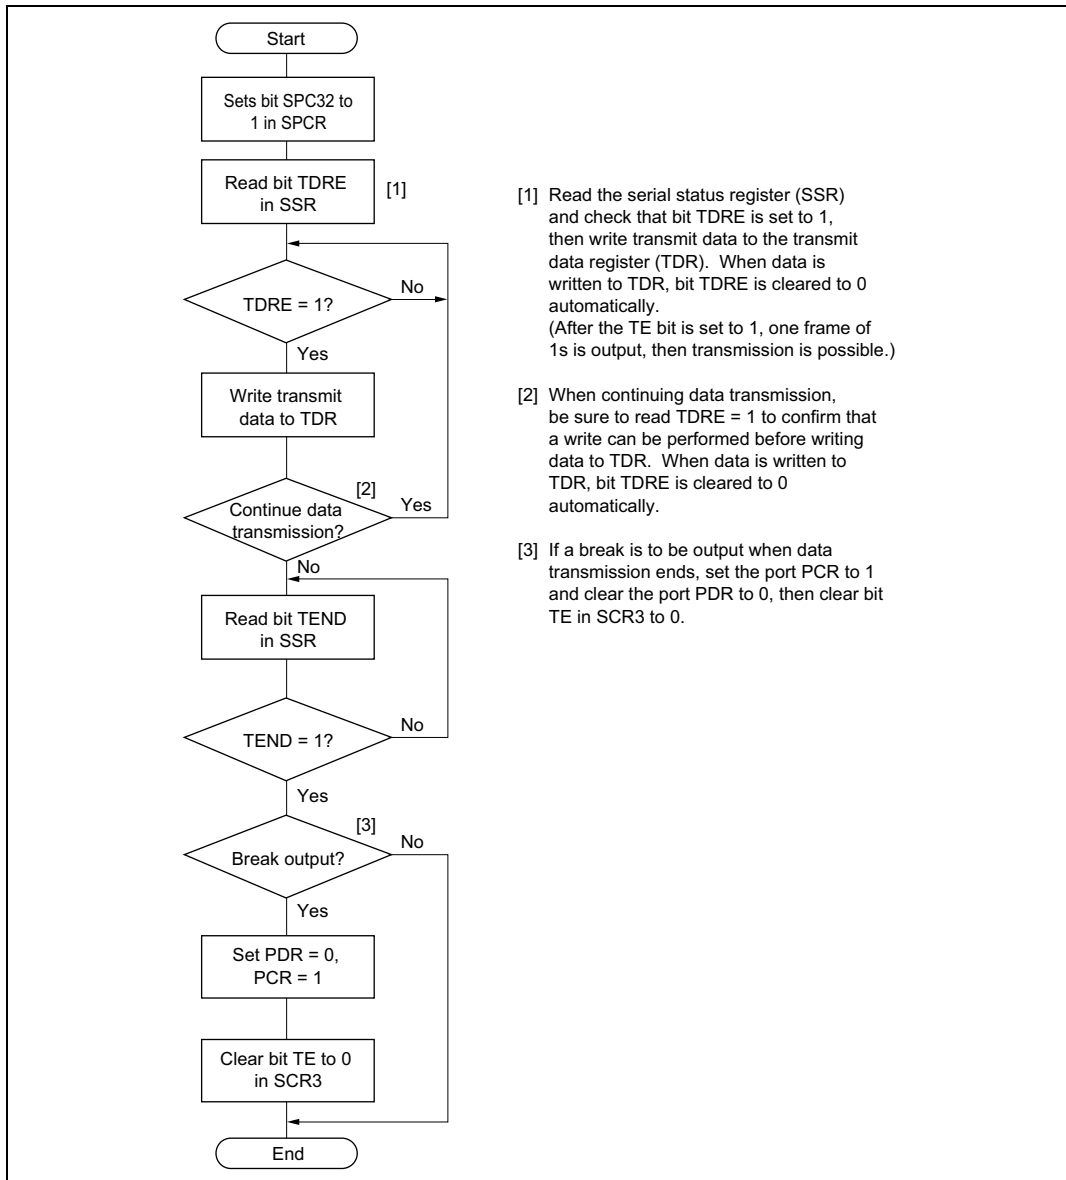 Start
Sets bit SPC32 to
1 in SPCR
Read bit TDRE
in SSR
[1]
TDRE = 1?
No
Yes
Write transmit
data to TDR
[2]
Continue data
transmission?
Yes
No
Read bit TEND
in SSR
TEND = 1?
No
Yes
[3]
Break output?
No
Yes
Set PDR = 0,
PCR = 1
Clear bit TE to 0
in SCR3
End
[1] Read the serial status register (SSR)
and check that bit TDRE is set to 1,
then write transmit data to the transmit
data register (TDR). When data is
written to TDR, bit TDRE is cleared to 0
automatically.
(After the TE bit is set to 1, one frame of
1s is output, then transmission is possible.)
[2] When continuing data transmission,
be sure to read TDRE = 1 to confirm that
a write can be performed before writing
data to TDR. When data is written to
TDR, bit TDRE is cleared to 0
automatically.
[3] If a break is to be output when data
transmission ends, set the port PCR to 1
and clear the port PDR to 0, then clear bit
TE in SCR3 to 0.